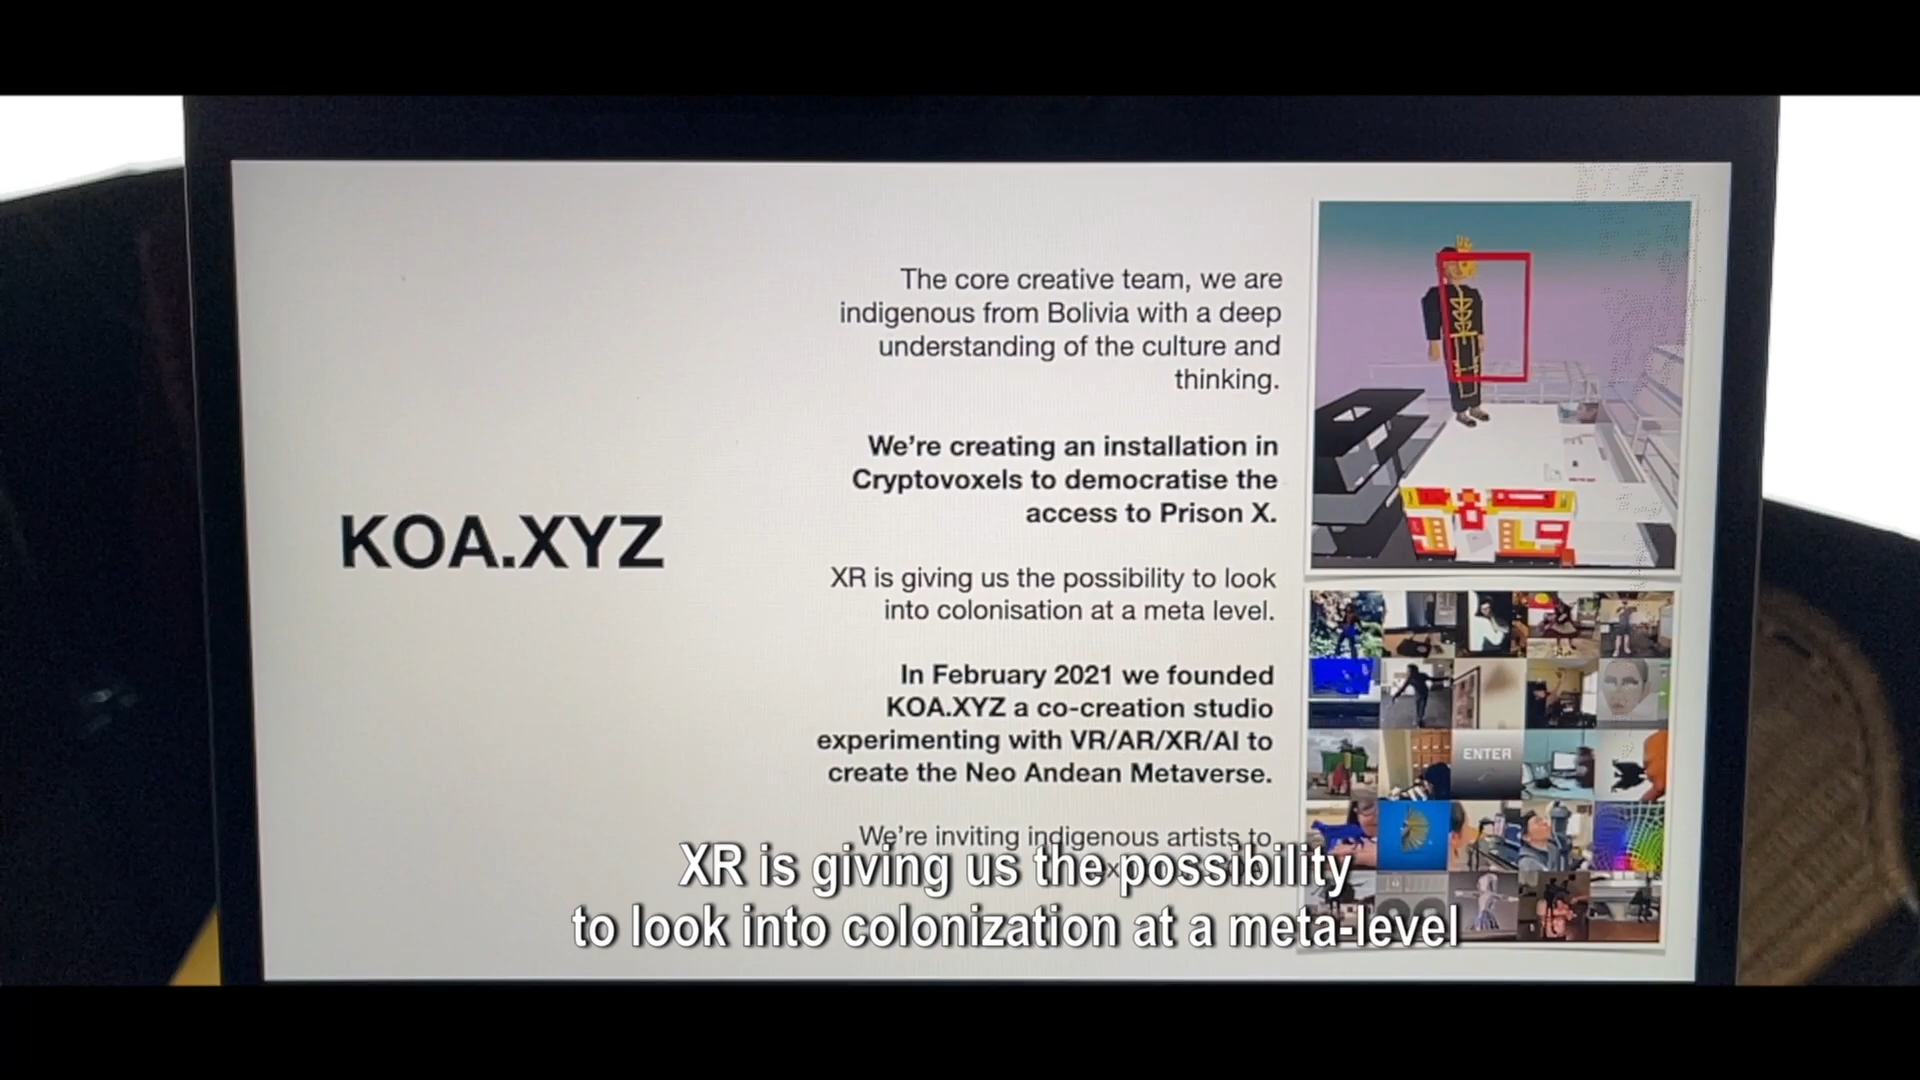 KOA.XYZ
The core creative team, we are
indigenous from Bolivia with a deep
understanding of the culture and
thinking.
We're creating an installation in
Cryptovoxels to democratise the
access to Prison X.
XR is giving us the possibility to look
into colonisation at a meta level.
In February 2021 we founded
KOA.XYZ a co-creation studio
experimenting with VR/AR/XR/AI to
create the Neo Andean Metaverse.
We're inviting indigenous artists to
ENTER
XR is giving us the possibility
to look into colonization at a meta-level